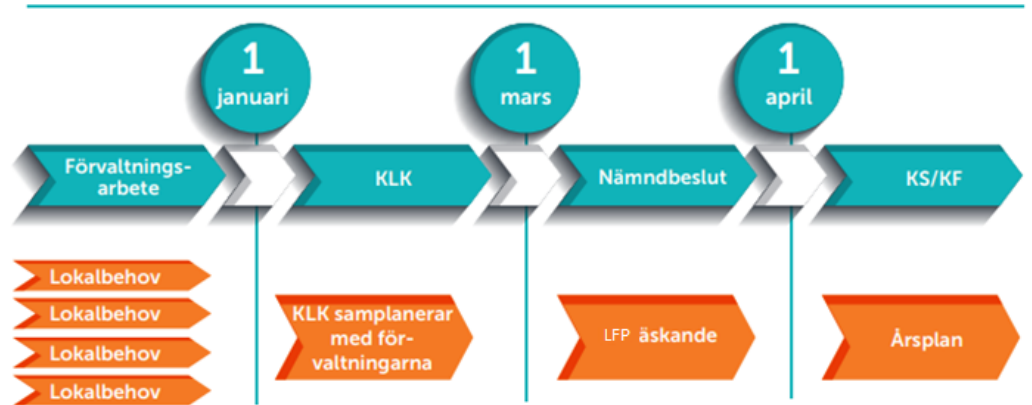 1
januari
1
mars
1
april
Förvaltnings-
arbete
KLK
Nämndbeslut
KS/KF
Lokalbehov
Lokalbehov
Lokalbehov
Lokalbehov
KLK samplanerar
med för-
valtningarna
LFP äskande
Årsplan